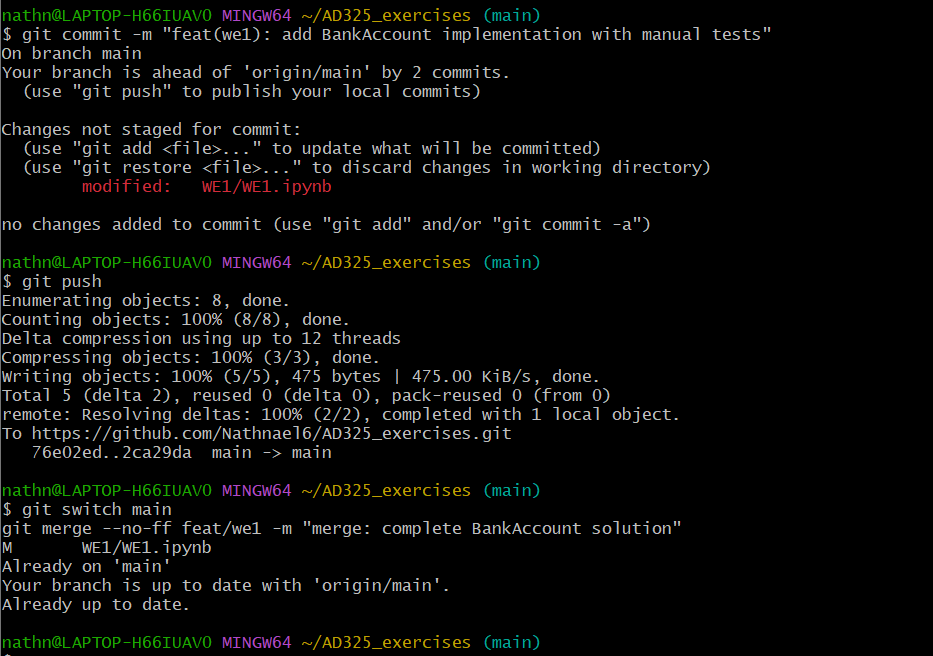 nathn@LAPTOP-H66IUAV0 MINGW64 ~/AD325_exercises (main)
$ git commit -m "feat(we1): add BankAccount implementation with manual tests"
On branch main
Your branch is ahead of 'origin/main' by 2 commits.
  (use "git push" to publish your local commits)

Changes not staged for commit:
  (use "git add <file>..." to update what will be committed)
  (use "git restore <file>..." to discard changes in working directory)
        modified:   WE1/WE1.ipynb

no changes added to commit (use "git add" and/or "git commit -a")

nathn@LAPTOP-H66IUAV0 MINGW64 ~/AD325_exercises (main)
$ git push
Enumerating objects: 8, done.
Counting objects: 100% (8/8), done.
Delta compression using up to 12 threads
Compressing objects: 100% (3/3), done.
Writing objects: 100% (5/5), 475 bytes | 475.00 KiB/s, done.
Total 5 (delta 2), reused 0 (delta 0), pack-reused 0 (from 0)
remote: Resolving deltas: 100% (2/2), completed with 1 local object.
To https://github.com/Nathnael6/AD325_exercises.git
   76e02ed..2ca29da  main -> main

nathn@LAPTOP-H66IUAV0 MINGW64 ~/AD325_exercises (main)
$ git switch main
git merge --no-ff feat/we1 -m "merge: complete BankAccount solution"
M       WE1/WE1.ipynb
Already on 'main'
Your branch is up to date with 'origin/main'.
Already up to date.

nathn@LAPTOP-H66IUAV0 MINGW64 ~/AD325_exercises (main)